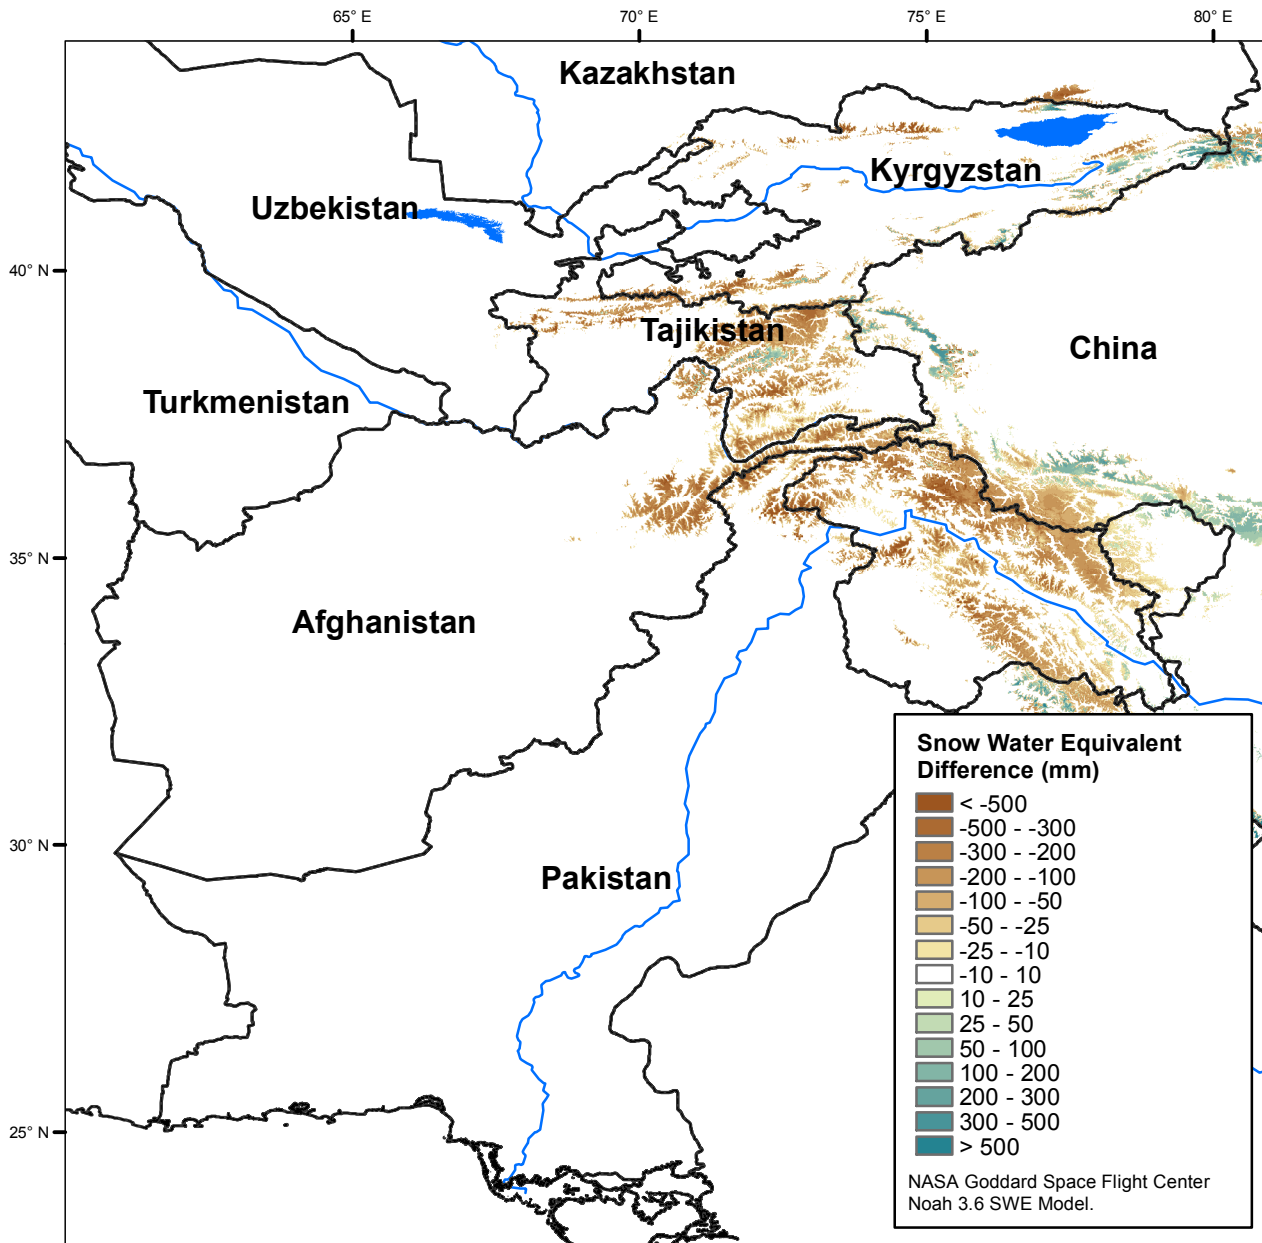 65° E
70° E
75° E
80° E
Kazakhstan
Kyrgyzstan
Uzbekistan
40° N
Tajikistan
China
Turkmenistan
35° N
Afghanistan
30° N
Pakistan
25° N
Snow Water Equivalent
Difference (mm)
< -500
-500 - -300
-300 - -200
-200 - -100
-100 - -50
-50 - -25
-25 - -10
-10 - 10
10 - 25
25 - 50
50 - 100
100 - 200
200 - 300
300 - 500
> 500
NASA Goddard Space Flight Center
Noah 3.6 SWE Model.